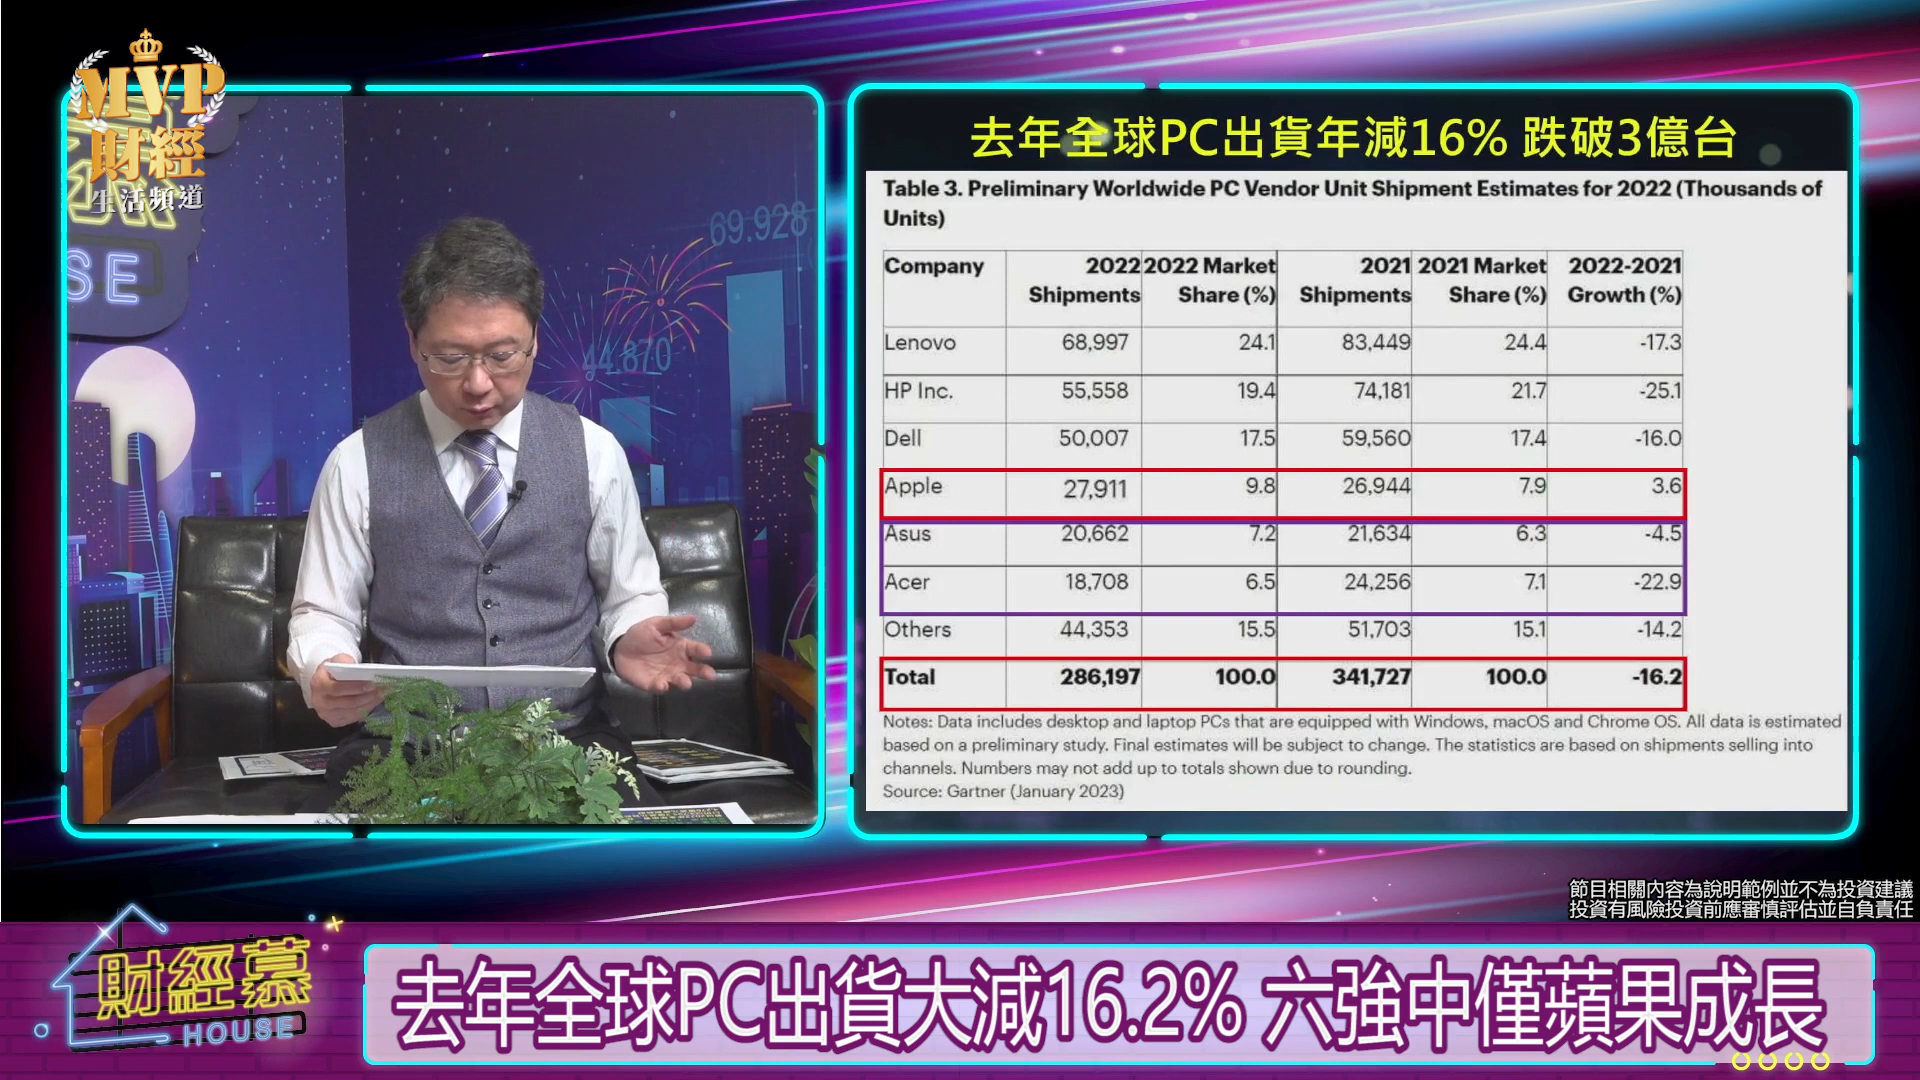 MVP
財經
生活頻道
SE
69.928
44.870
去年全球PC出貨年減16% 跌破3億台
Table 3. Preliminary Worldwide PC Vendor Unit Shipment Estimates for 2022 (Thousands of
Units)
Company 2022 Shipments 2022 Market Share (%) 2021 Shipments 2021 Market Share (%) 2022-2021 Growth (%)
Lenovo 68,997 24.1 83,449 24.4 -17.3
HP Inc. 55,558 19.4 74,181 21.7 -25.1
Dell 50,007 17.5 59,560 17.4 -16.0
Apple 27,911 9.8 26,944 7.9 3.6
Asus 20,662 7.2 21,634 6.3 -4.5
Acer 18,708 6.5 24,256 7.1 -22.9
Others 44,353 15.5 51,703 15.1 -14.2
Total 286,197 100.0 341,727 100.0 -16.2
Notes: Data includes desktop and laptop PCs that are equipped with Windows, macOS and Chrome OS. All data is estimated
based on a preliminary study. Final estimates will be subject to change. The statistics are based on shipments selling into
channels. Numbers may not add up to totals shown due to rounding.
Source: Gartner (January 2023)
節目相關內容為說明範例並不為投資建議
投資有風險投資前應審慎評估並自負責任
財經慕
HOUSE
去年全球PC出貨大減16.2% 六強中僅蘋果成長